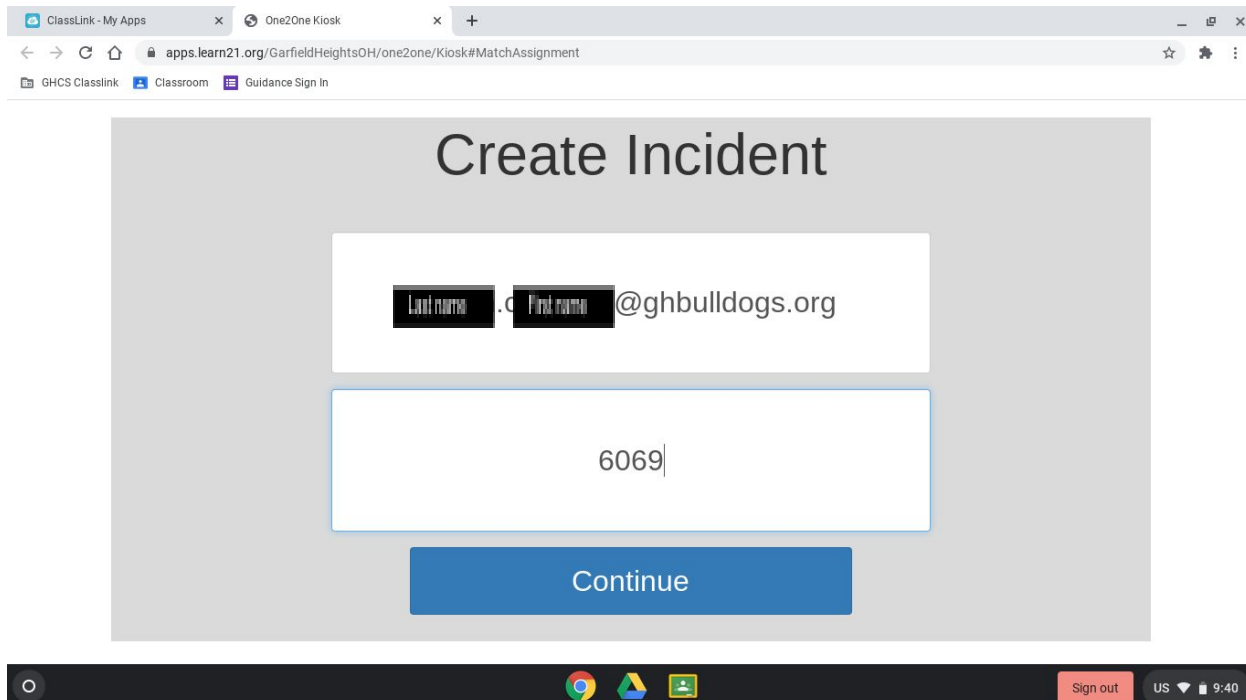 ClassLink - My Apps
One2One Kiosk
apps.learn21.org/GarfieldHeightsOH/one2one/Kiosk#MatchAssignment
GHCS Classlink Classroom Guidance Sign In
Create Incident
Last name .c First name @ghbulldogs.org
6069
Continue
Sign out US 9:40